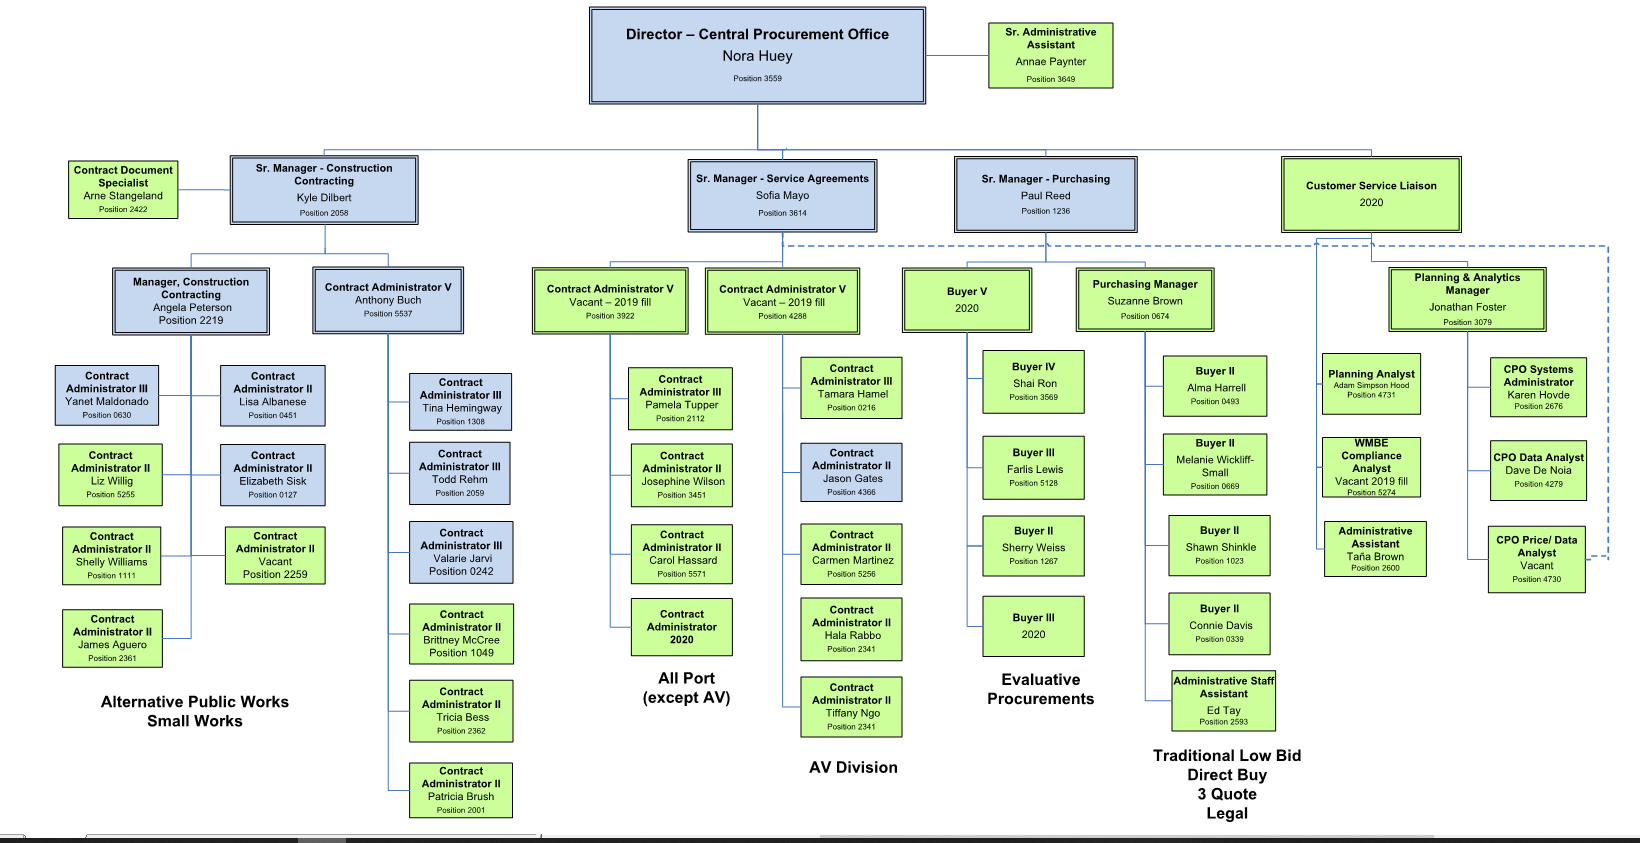 Director – Central Procurement Office
Nora Huey
Position 3559
Sr. Administrative
Assistant
Annae Paynter
Position 3649
Contract Document
Specialist
Arne Stangeland
Position 2422
Sr. Manager - Construction
Contracting
Kyle Dilbert
Position 2058
Sr. Manager - Service Agreements
Sofia Mayo
Position 3614
Sr. Manager - Purchasing
Paul Reed
Position 1236
Customer Service Liaison
2020
Manager, Construction
Contracting
Angela Peterson
Position 2219
Contract Administrator V
Anthony Buch
Position 5537
Contract Administrator V
Vacant – 2019 fill
Position 3922
Contract Administrator V
Vacant – 2019 fill
Position 4288
Buyer V
2020
Purchasing Manager
Suzanne Brown
Position 0674
Planning & Analytics
Manager
Jonathan Foster
Position 3079
Contract
Administrator III
Yanet Maldonado
Position 0630
Contract
Administrator II
Liz Willig
Position 5255
Contract
Administrator II
Shelly Williams
Position 1111
Contract
Administrator II
James Aguero
Position 2361
Contract
Administrator II
Lisa Albanese
Position 0451
Contract
Administrator II
Elizabeth Sisk
Position 0127
Contract
Administrator II
Vacant
Position 2259
Alternative Public Works
Small Works
Contract
Administrator III
Tina Hemingway
Position 1308
Contract
Administrator III
Todd Rehm
Position 2059
Contract
Administrator III
Valarie Jarvi
Position 0242
Contract
Administrator II
Brittney McCree
Position 1049
Contract
Administrator II
Tricia Bess
Position 2362
Contract
Administrator II
Patricia Brush
Position 2001
Contract
Administrator III
Pamela Tupper
Position 2112
Contract
Administrator II
Josephine Wilson
Position 3451
Contract
Administrator II
Carol Hassard
Position 5571
Contract
Administrator
2020
All Port
(except AV)
Contract
Administrator III
Tamara Hamel
Position 0216
Contract
Administrator II
Jason Gates
Position 4366
Contract
Administrator II
Carmen Martinez
Position 5256
Contract
Administrator II
Hala Rabbo
Position 2341
Contract
Administrator II
Tiffany Ngo
Position 2341
AV Division
Buyer IV
Shai Ron
Position 3569
Buyer III
Farlis Lewis
Position 5128
Buyer II
Sherry Weiss
Position 1267
Buyer III
2020
Evaluative
Procurements
Buyer II
Alma Harrell
Position 0493
Buyer II
Melanie Wickliff-
Small
Position 0669
Buyer II
Shawn Shinkle
Position 1023
Buyer II
Connie Davis
Position 0339
Administrative Staff
Assistant
Ed Tay
Position 2593
Traditional Low Bid
Direct Buy
3 Quote
Legal
Planning Analyst
Adam Simpson Hood
Position 4731
WMBE
Compliance
Analyst
Vacant 2019 fill
Position 5274
Administrative
Assistant
Taña Brown
Position 2600
CPO Systems
Administrator
Karen Hovde
Position 2676
CPO Data Analyst
Dave De Noia
Position 4279
CPO Price/ Data
Analyst
Vacant
Position 4730